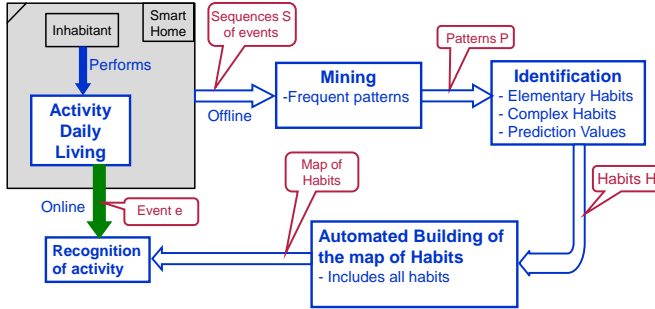 Inhabitant
Smart
Home
Performs
Activity
Daily
Living
Sequences S
of events
Offline
Mining
-Frequent patterns
Patterns P
Identification
- Elementary Habits
- Complex Habits
- Prediction Values
Habits H
Automated Building of
the map of Habits
- Includes all habits
Map of
Habits
Online
Event e
Recognition
of activity